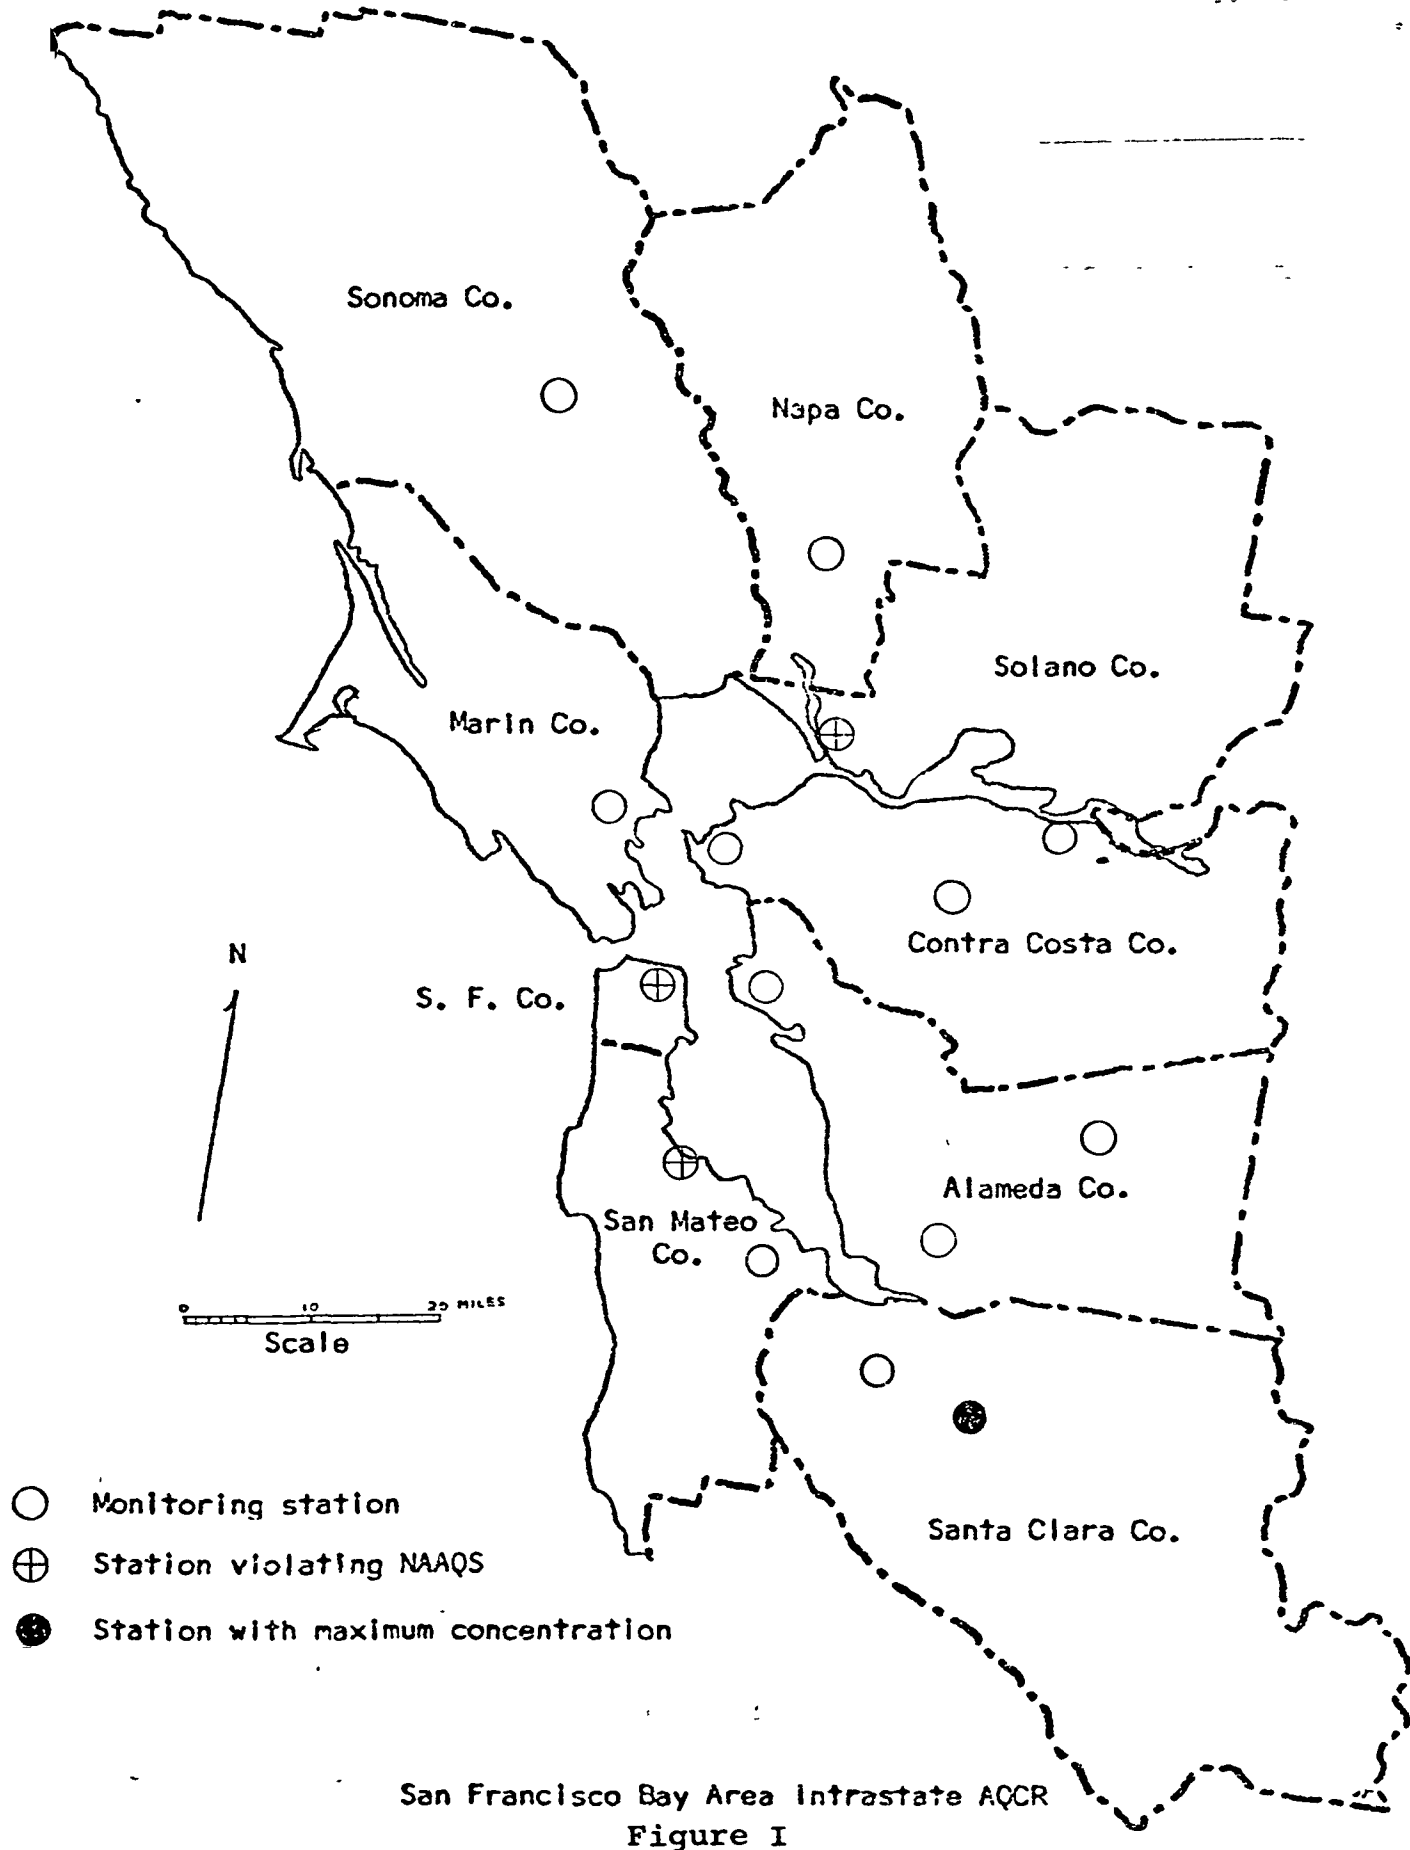 Sonoma Co.
Napa Co.
Solano Co.
Marin Co.
Contra Costa Co.
N
S. F. Co.
Alameda Co.
San Mateo
Co.
0 10 20 MILES
Scale
Santa Clara Co.
Monitoring station
Station violating NAAQS
Station with maximum concentration
San Francisco Bay Area Intrastate AQCR
Figure I